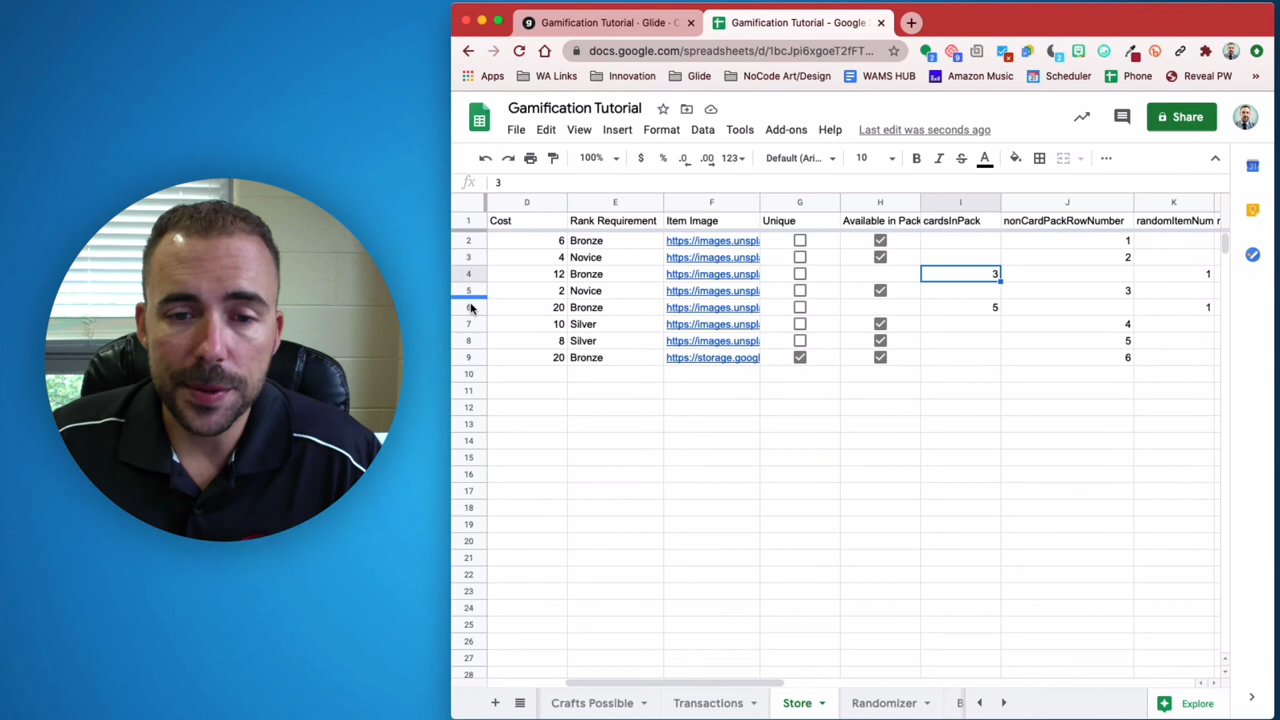 Gamification Tutorial · Glide · C
Gamification Tutorial - Google
docs.google.com/spreadsheets/d/1bcJpi6xgoeT2fFT...
2
9
2
Apps
WA Links
Innovation
Glide
NoCode Art/Design
WAMS HUB
Amazon Music
Scheduler
Phone
Reveal PW
»
Gamification Tutorial
Share
File Edit View Insert Format Data Tools Add-ons Help Last edit was seconds ago
100% $ % .0 .00 123 Default (Ari... 10 B I S A
fx 3
D E F G H I J K
1 Cost Rank Requirement Item Image Unique Available in Pack cardsInPack nonCardPackRowNumber randomItemNum
2 6 Bronze https://images.unspl 1
3 4 Novice https://images.unspl 2
4 12 Bronze https://images.unspl 3 1
5 2 Novice https://images.unspl 3
6 20 Bronze https://images.unspl 5 1
7 10 Silver https://images.unspl 4
8 8 Silver https://images.unspl 5
9 20 Bronze https://storage.googl 6
10
11
12
13
14
15
16
17
18
19
20
21
22
23
24
25
26
27
28
+ Crafts Possible Transactions Store Randomizer Explore